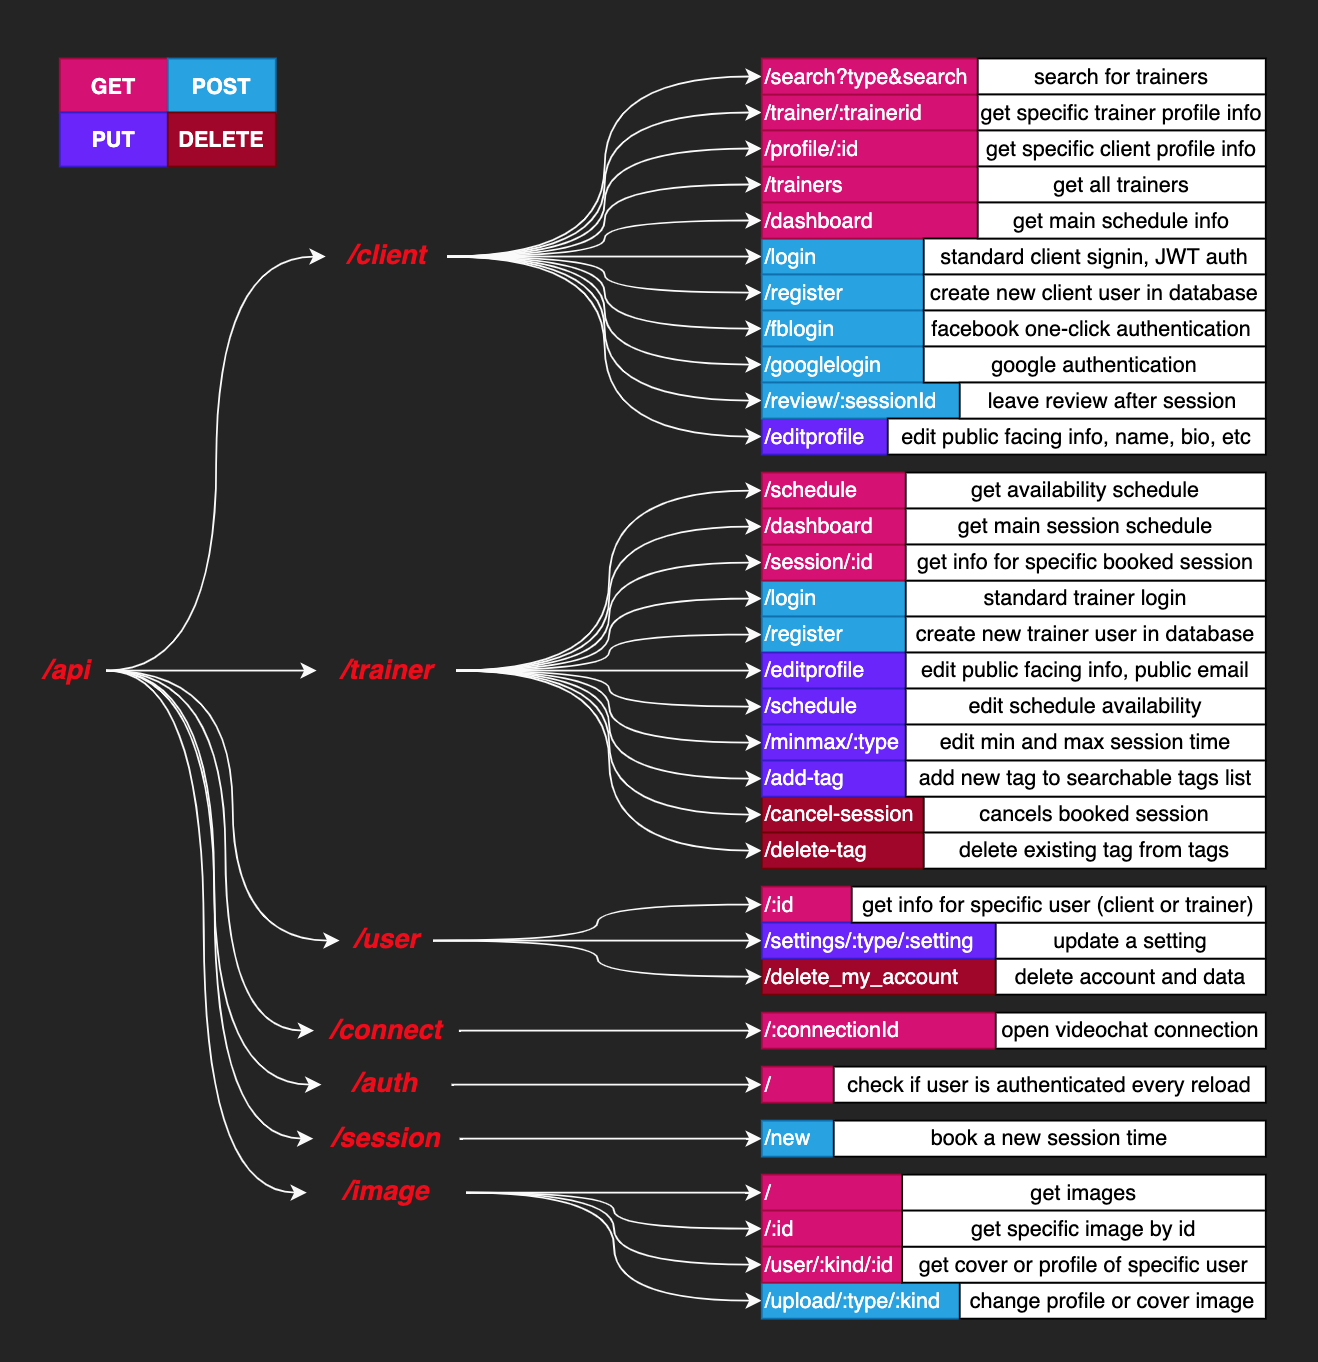 GET POST
PUT DELETE
/api
/client
/search?type&search search for trainers
/trainer/:trainerid get specific trainer profile info
/profile/:id get specific client profile info
/trainers get all trainers
/dashboard get main schedule info
/login standard client signin, JWT auth
/register create new client user in database
/fblogin facebook one-click authentication
/googlelogin google authentication
/review/:sessionId leave review after session
/editprofile edit public facing info, name, bio, etc
/trainer
/schedule get availability schedule
/dashboard get main session schedule
/session/:id get info for specific booked session
/login standard trainer login
/register create new trainer user in database
/editprofile edit public facing info, public email
/schedule edit schedule availability
/minmax/:type edit min and max session time
/add-tag add new tag to searchable tags list
/cancel-session cancels booked session
/delete-tag delete existing tag from tags
/user
/:id get info for specific user (client or trainer)
/settings/:type/:setting update a setting
/delete_my_account delete account and data
/connect
/:connectionId open videochat connection
/auth
/ check if user is authenticated every reload
/session
/new book a new session time
/image
/ get images
/:id get specific image by id
/user/:kind/:id get cover or profile of specific user
/upload/:type/:kind change profile or cover image